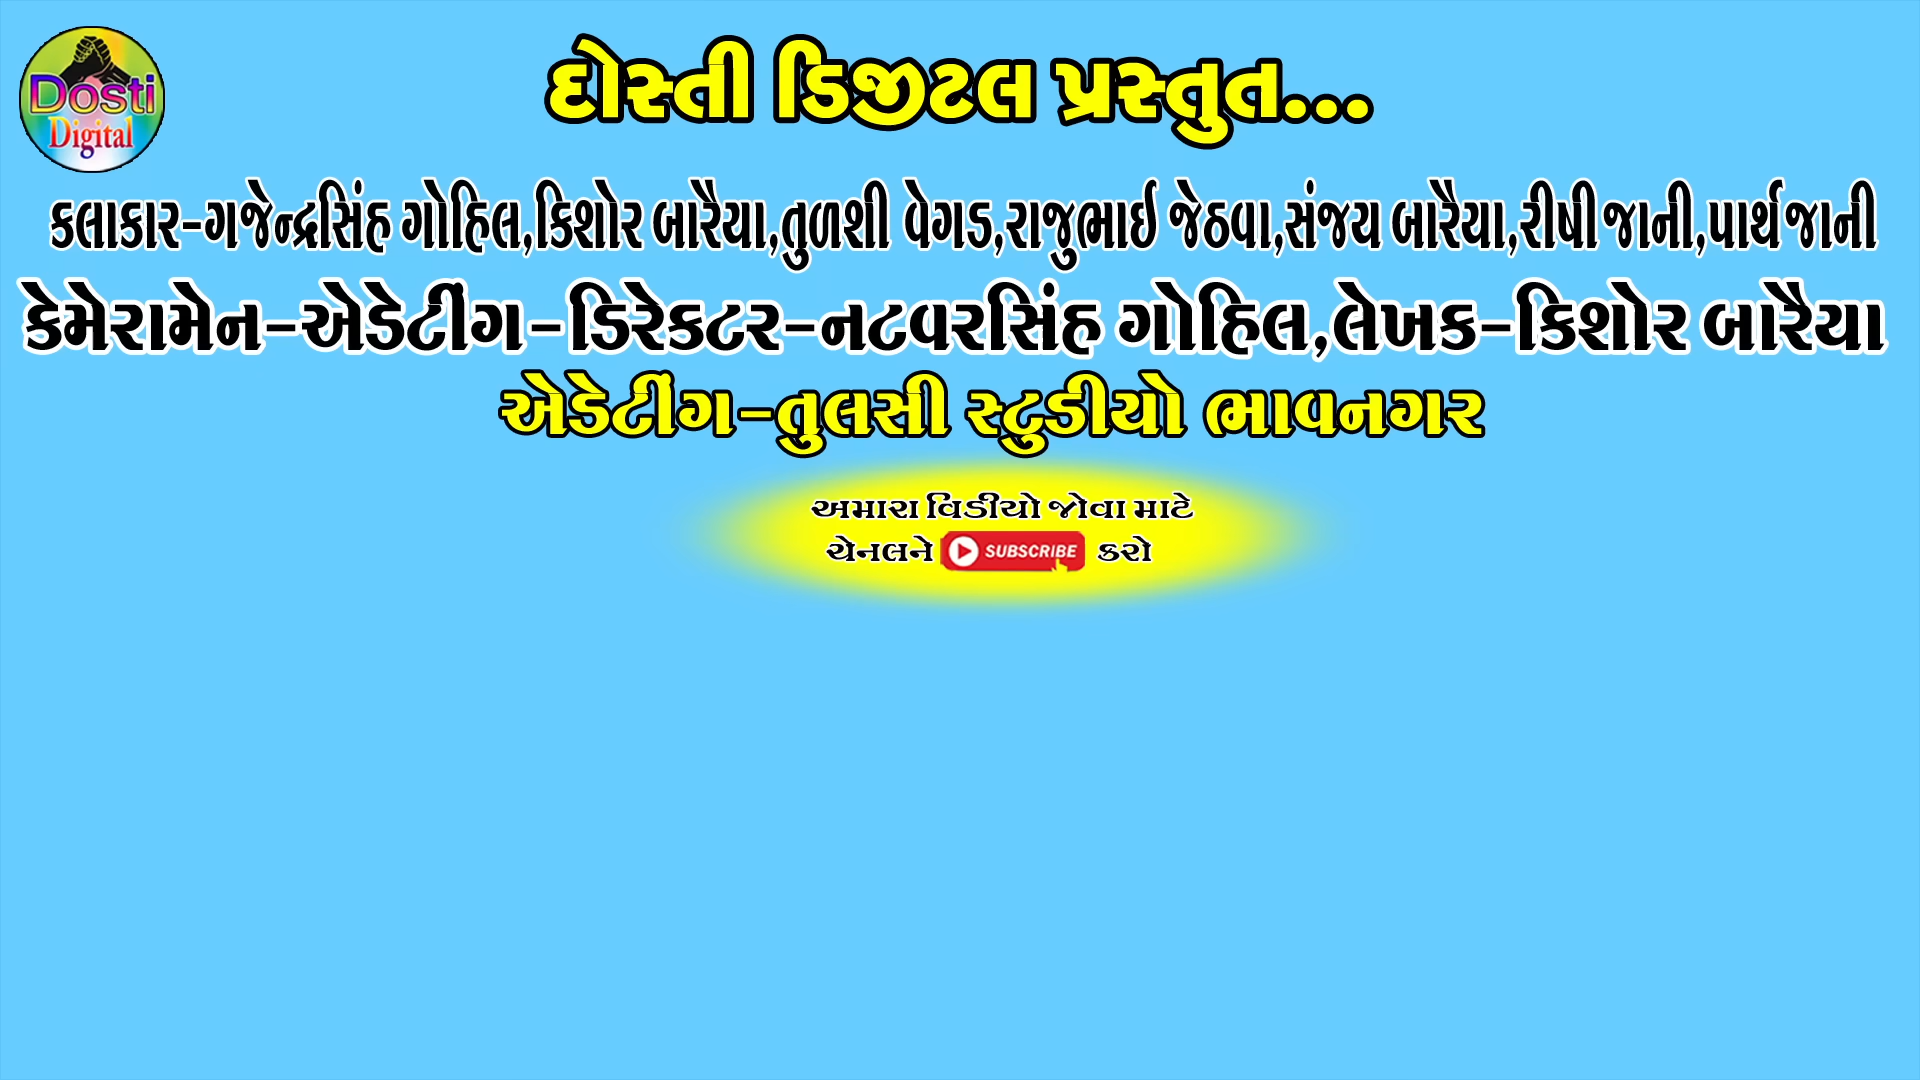 Dosti
Digital
દોસ્તી ડિજીટલ પ્રસ્તુત...
કલાકાર-ગજેન્દ્રસિંહ ગોહિલ,કિશોર બારૈયા,તુળશી વેગડ,રાજુભાઈ જેઠવા,સંજય બારૈયા,રીષી જાની,પાર્થ જાની
કેમેરામેન-એડેટીંગ-ડિરેકટર-નટવરસિંહ ગોહિલ,લેખક-કિશોર બારૈયા
એડેટીંગ-તુલસી સ્ટુડીયો ભાવનગર
અમારા વિડીયો જોવા માટે
ચેનલને SUBSCRIBE કરો